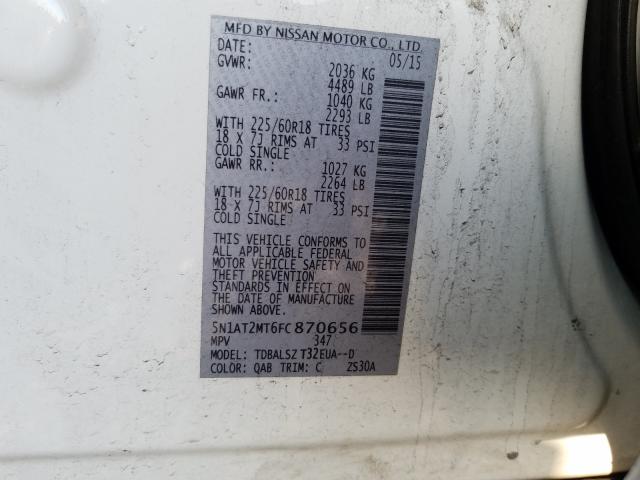 MFD BY NISSAN MOTOR CO., LTD.
DATE: 05/15
GVWR: 2036 KG
4489 LB
GAWR FR.: 1040 KG
2293 LB
WITH 225/60R18 TIRES
18 X 7J RIMS AT 33 PSI
COLD SINGLE
GAWR RR.: 1027 KG
2264 LB
WITH 225/60R18 TIRES
18 X 7J RIMS AT 33 PSI
COLD SINGLE
THIS VEHICLE CONFORMS TO
ALL APPLICABLE FEDERAL
MOTOR VEHICLE SAFETY AND
THEFT PREVENTION
STANDARDS IN EFFECT ON
THE DATE OF MANUFACTURE
SHOWN ABOVE.
5N1AT2MT6FC870656
MPV 347
MODEL: TDBALSZ T32EUA--D
COLOR: QAB TRIM: C ZS30A